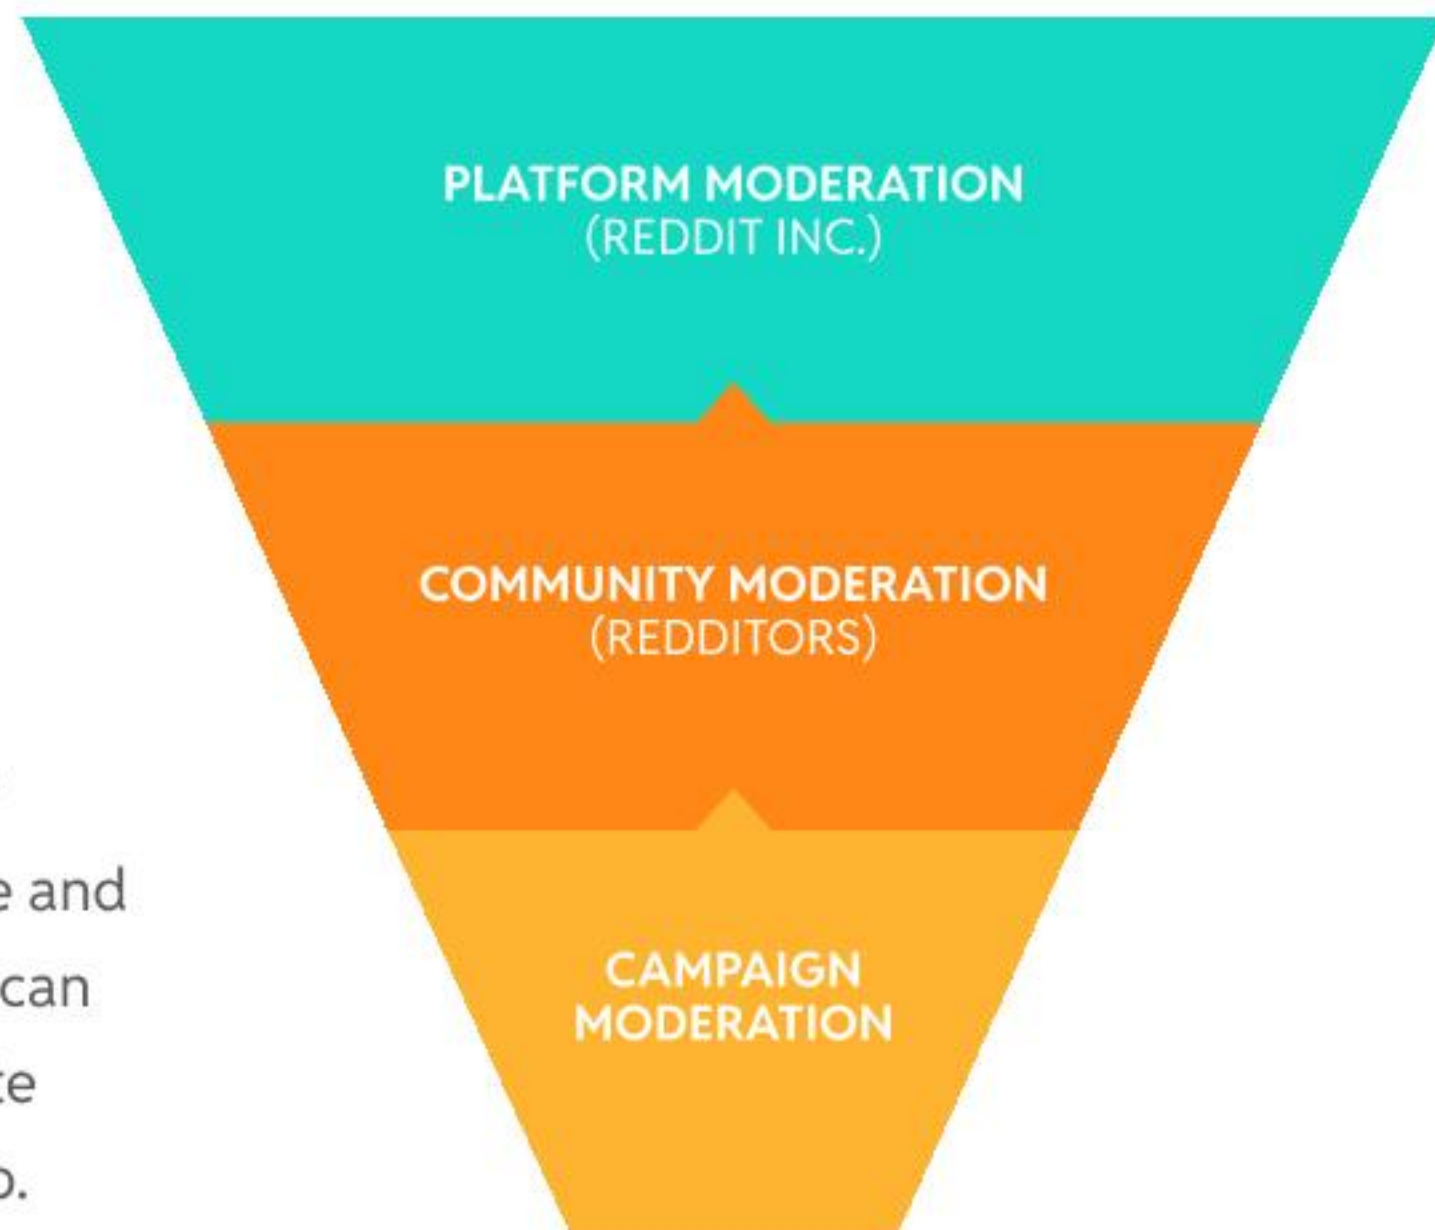 PLATFORM MODERATION
(REDDIT INC.)
COMMUNITY MODERATION
(REDDITORS)
and
can
CAMPAIGN
MODERATION